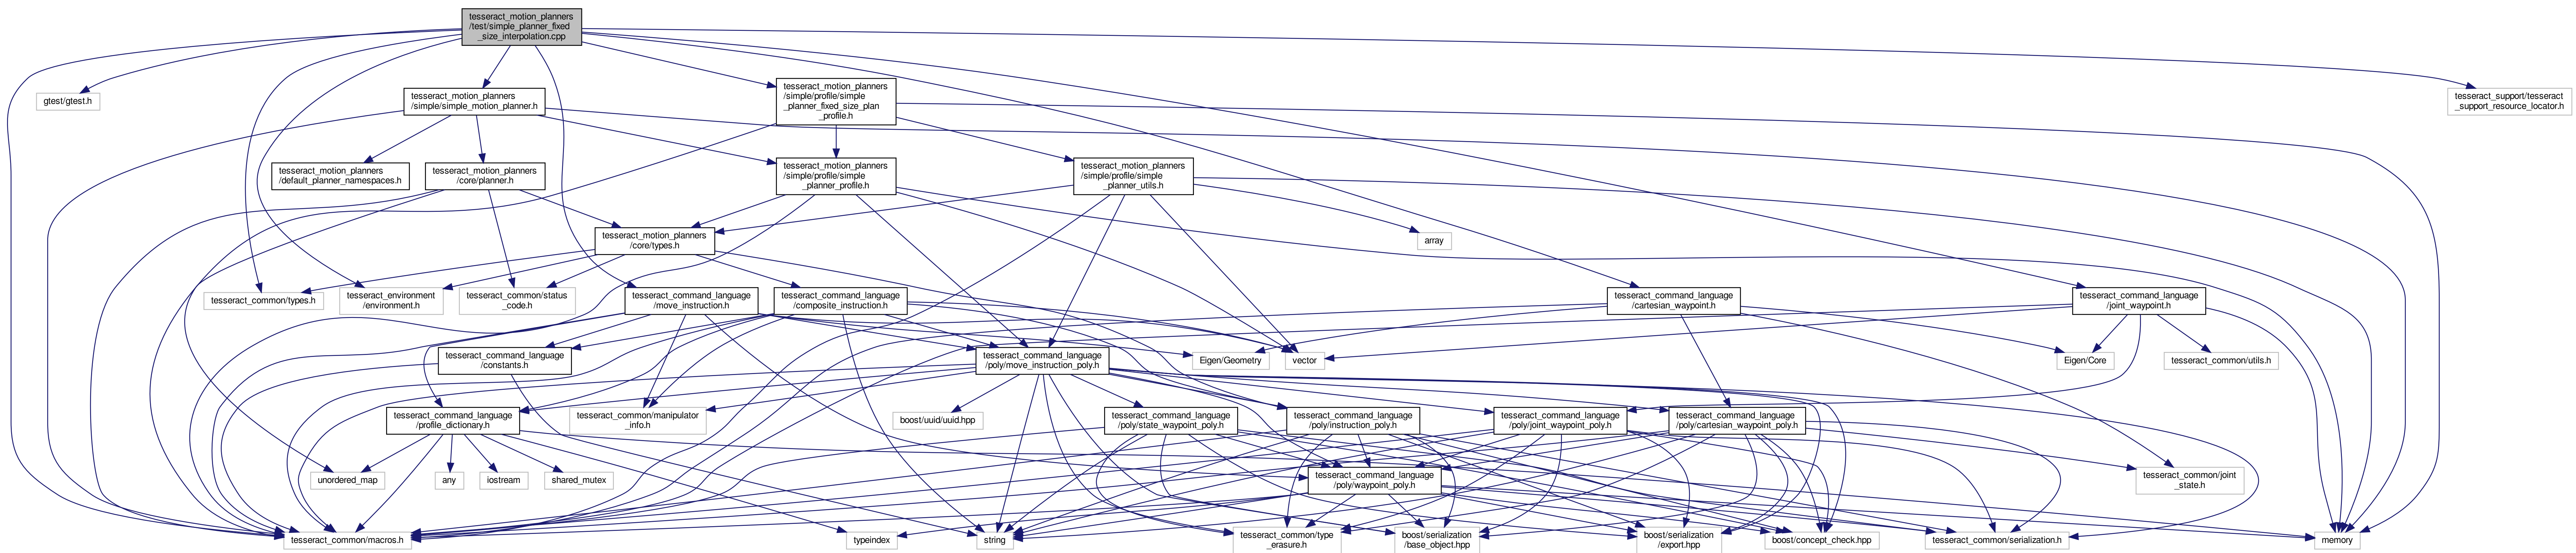 tesseract_motion_planners
/test/simple_planner_fixed
_size_interpolation.cpp
gtest/gtest.h
tesseract_motion_planners
/simple/simple_motion_planner.h
tesseract_motion_planners
/simple/profile/simple
_planner_fixed_size_plan
_profile.h
tesseract_support/tesseract
_support_resource_locator.h
tesseract_motion_planners
/default_planner_namespaces.h
tesseract_motion_planners
/core/planner.h
tesseract_motion_planners
/simple/profile/simple
_planner_profile.h
tesseract_motion_planners
/simple/profile/simple
_planner_utils.h
tesseract_motion_planners
/core/types.h
array
tesseract_common/types.h
tesseract_environment
/environment.h
tesseract_common/status
_code.h
tesseract_command_language
/move_instruction.h
tesseract_command_language
/composite_instruction.h
tesseract_command_language
/cartesian_waypoint.h
tesseract_command_language
/joint_waypoint.h
tesseract_command_language
/constants.h
tesseract_command_language
/poly/move_instruction_poly.h
Eigen/Geometry
vector
Eigen/Core
tesseract_common/utils.h
tesseract_command_language
/profile_dictionary.h
tesseract_common/manipulator
_info.h
boost/uuid/uuid.hpp
tesseract_command_language
/poly/state_waypoint_poly.h
tesseract_command_language
/poly/instruction_poly.h
tesseract_command_language
/poly/joint_waypoint_poly.h
tesseract_command_language
/poly/cartesian_waypoint_poly.h
unordered_map
any
iostream
shared_mutex
tesseract_command_language
/poly/waypoint_poly.h
tesseract_common/joint
_state.h
tesseract_common/macros.h
typeindex
string
tesseract_common/type
_erasure.h
boost/serialization
/base_object.hpp
boost/serialization
/export.hpp
boost/concept_check.hpp
tesseract_common/serialization.h
memory